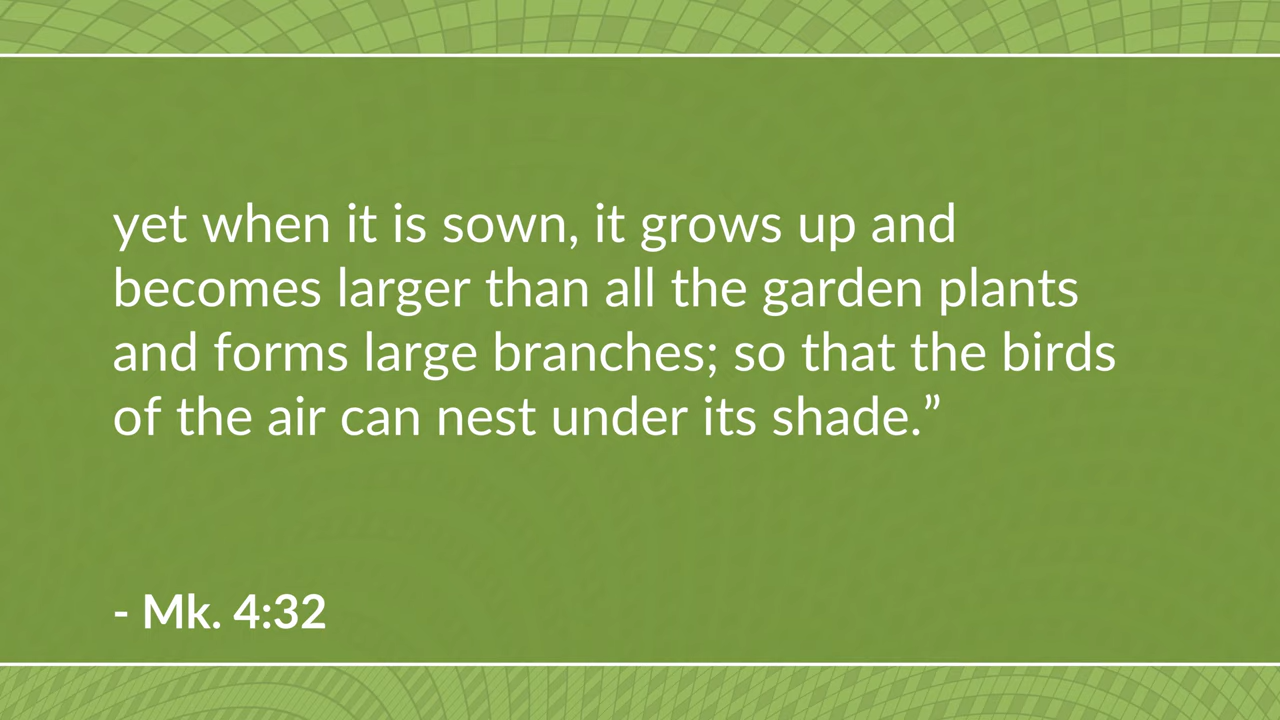 yet when it is sown, it grows up and
becomes larger than all the garden plants
and forms large branches; so that the birds
of the air can nest under its shade.”
- Mk. 4:32